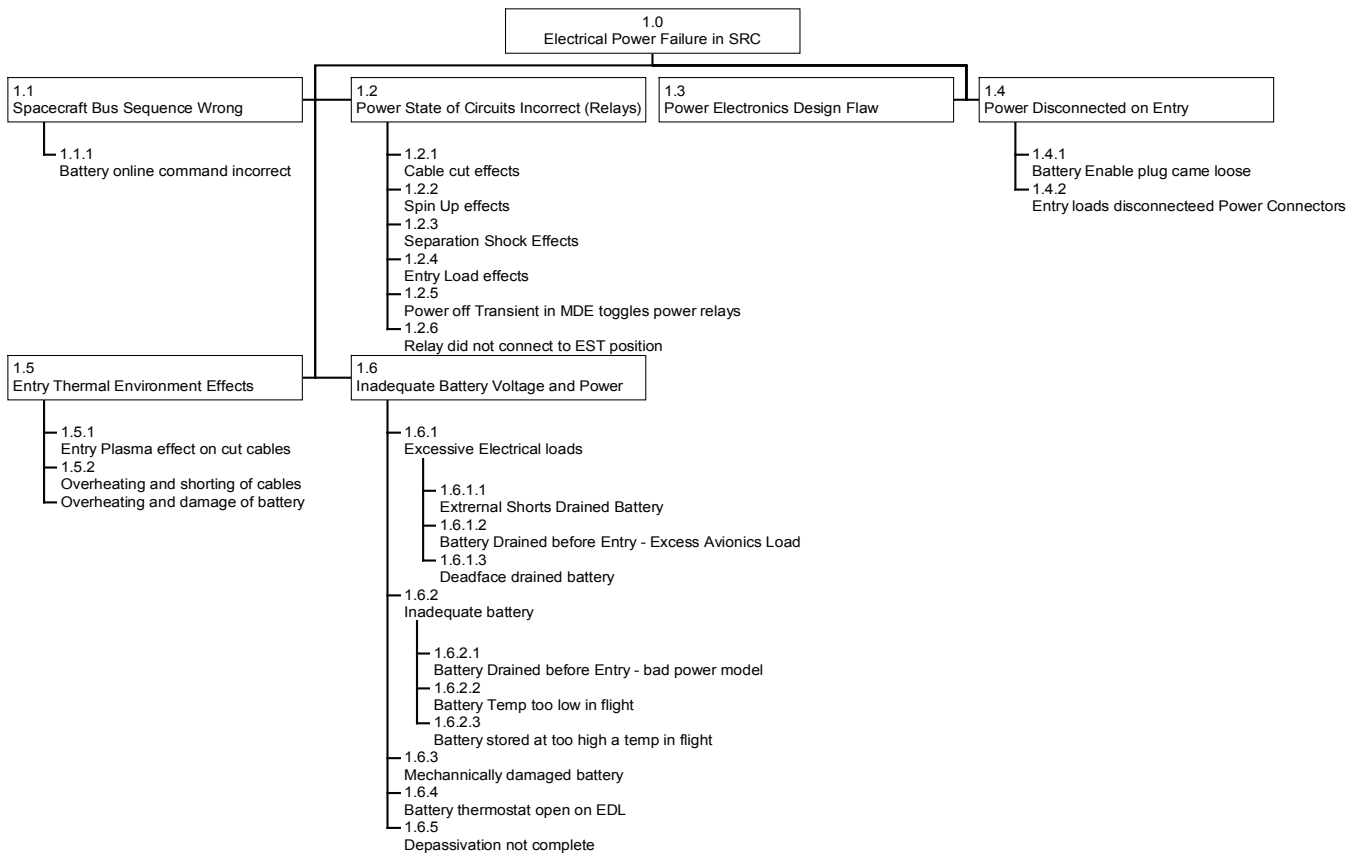 1.0
Electrical Power Failure in SRC
1.1
Spacecraft Bus Sequence Wrong
1.1.1
Battery online command incorrect
1.2
Power State of Circuits Incorrect (Relays)
1.2.1
Cable cut effects
1.2.2
Spin Up effects
1.2.3
Separation Shock Effects
1.2.4
Entry Load effects
1.2.5
Power off Transient in MDE toggles power relays
1.2.6
Relay did not connect to EST position
1.3
Power Electronics Design Flaw
1.4
Power Disconnected on Entry
1.4.1
Battery Enable plug came loose
1.4.2
Entry loads disconnecteed Power Connectors
1.5
Entry Thermal Environment Effects
1.5.1
Entry Plasma effect on cut cables
1.5.2
Overheating and shorting of cables
Overheating and damage of battery
1.6
Inadequate Battery Voltage and Power
1.6.1
Excessive Electrical loads
1.6.1.1
Extrernal Shorts Drained Battery
1.6.1.2
Battery Drained before Entry - Excess Avionics Load
1.6.1.3
Deadface drained battery
1.6.2
Inadequate battery
1.6.2.1
Battery Drained before Entry - bad power model
1.6.2.2
Battery Temp too low in flight
1.6.2.3
Battery stored at too high a temp in flight
1.6.3
Mechannically damaged battery
1.6.4
Battery thermostat open on EDL
1.6.5
Depassivation not complete